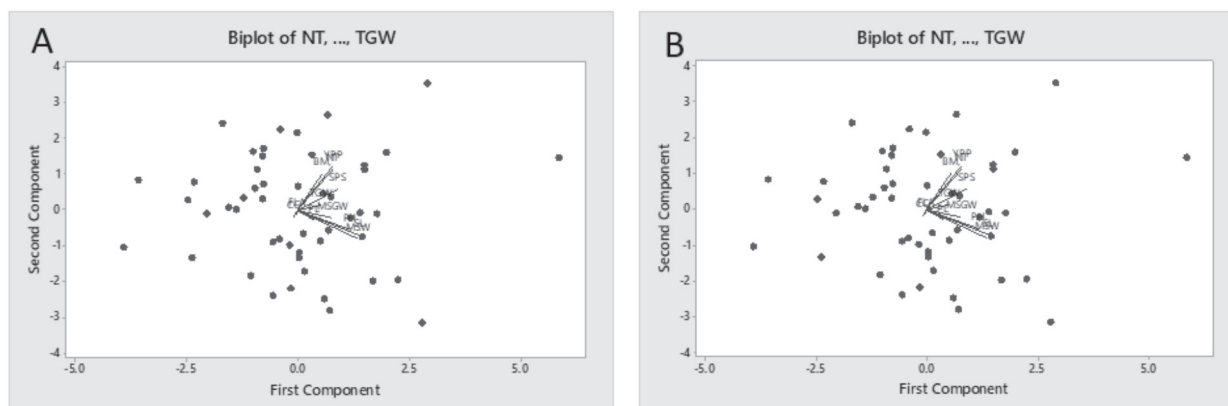 A
Biplot of NT, ..., TGW
Second Component
4
3
2
1
0
-1
-2
-3
-4
YPP
BM
SPS
MSGW
MSW
-5.0
-2.5
0.0
2.5
5.0
First Component
B
Biplot of NT, ..., TGW
Second Component
4
3
2
1
0
-1
-2
-3
-4
YPP
BM
SPS
MSGW
MSW
-5.0
-2.5
0.0
2.5
5.0
First Component